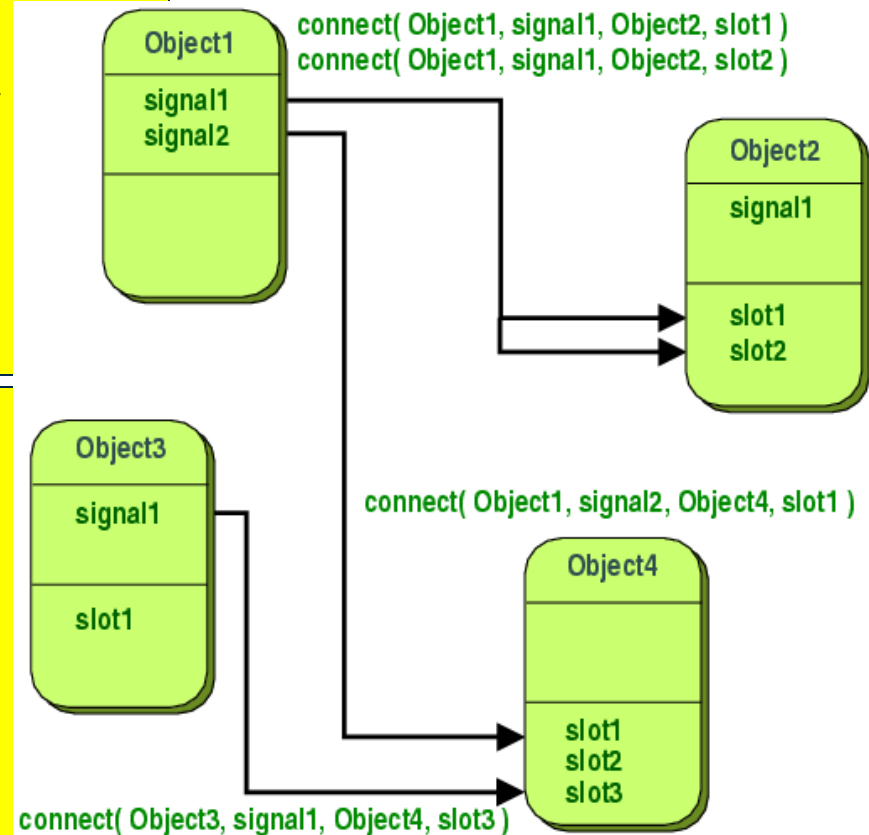 Object1
signal1
signal2
connect( Object1, signal1, Object2, slot1 )
connect( Object1, signal1, Object2, slot2 )
Object2
signal1
slot1
slot2
Object3
signal1
slot1
connect( Object1, signal2, Object4, slot1 )
Object4
slot1
slot2
slot3
connect( Object3, signal1, Object4, slot3 )